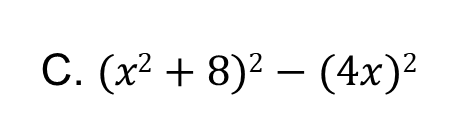 C. (x² + 8)² − (4x)²